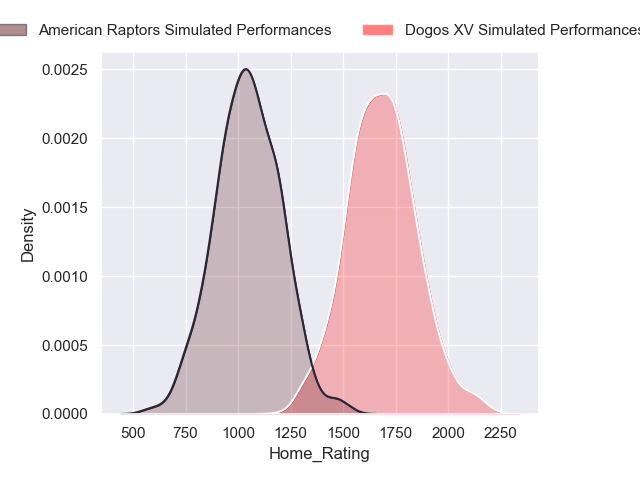 American Raptors Simulated Performances
Dogos XV Simulated Performances
0.0025
0.0020
0.0015
0.0010
0.0005
0.0000
Density
500 750 1000 1250 1500 1750 2000 2250
Home_Rating